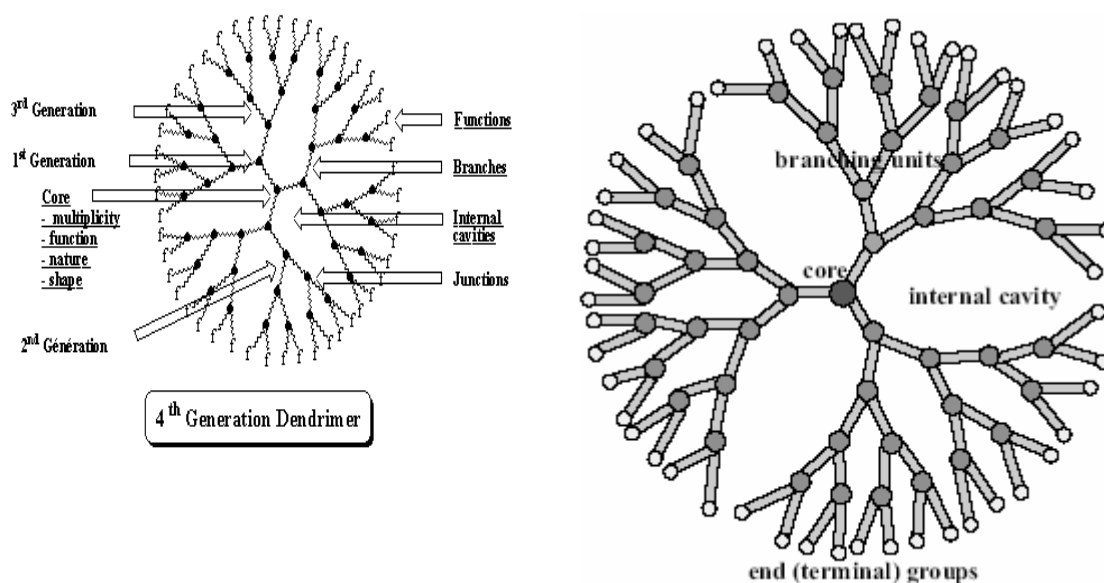 3rd Generation
1st Generation
Core
- multiplicity
- function
- nature
- shape
2nd Génération
Functions
Branches
Internal
cavities
Junctions
4th Generation Dendrimer
f f f f f f f f f f f f f f f f f f f f f f f f f f f f f f f f f f f f f f f f f f f f f f f f
branching units
core
internal cavity
end (terminal) groups